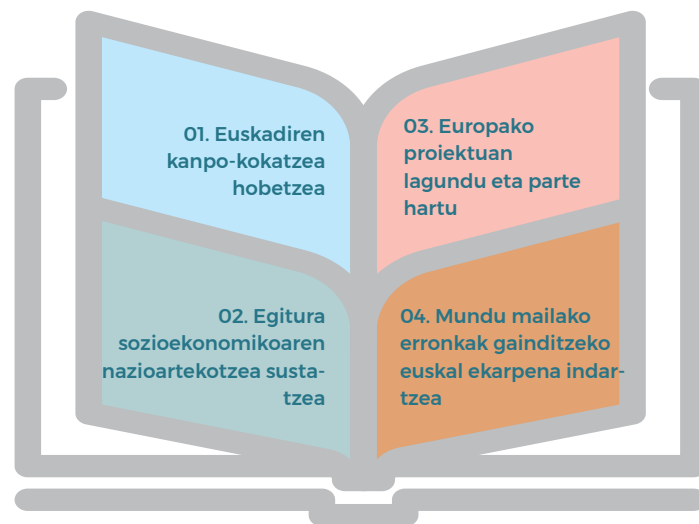 01. Euskadiren
kanpo-kokatzea
hobetzea
02. Egitura
sozioekonomikoaren
nazioartekotzea susta-
tzea
03. Europako
proiektuan
lagundu eta parte
hartu
04. Mundu mailako
erronkak gainditzeko
euskal ekarpena indar-
tzea